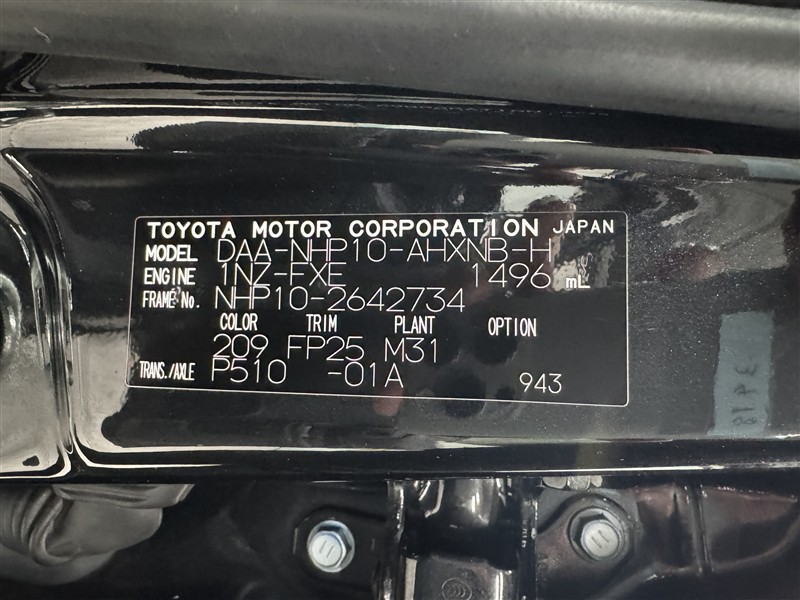 TOYOTA MOTOR CORPORATION JAPAN
MODEL DAA-NHP10-AHXNB-H
ENGINE 1NZ-FXE 1496 mL
FRAME No. NHP10-2642734
COLOR TRIM PLANT OPTION
209 FP25 M31
TRANS./AXLE P510 -01A 943